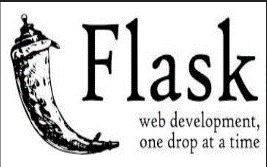 Flask
web development,
one drop at a time